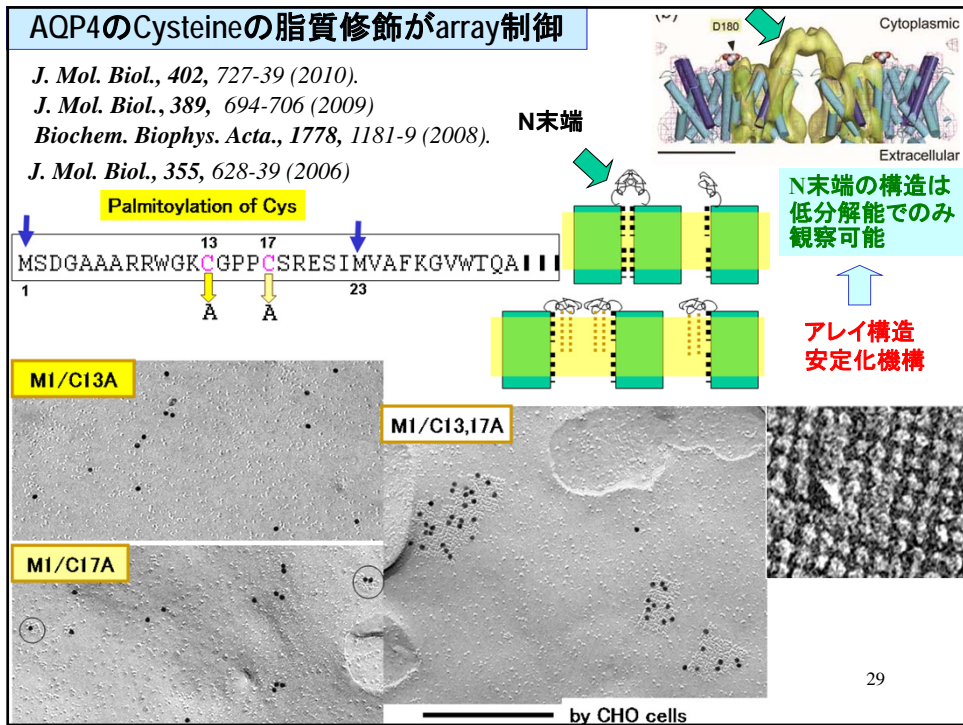 AQP4のCysteineの脂質修飾がarray制御
J. Mol. Biol., 402, 727-39 (2010).
J. Mol. Biol., 389, 694-706 (2009)
Biochem. Biophys. Acta., 1778, 1181-9 (2008).
J. Mol. Biol., 355, 628-39 (2006)
Palmitoylation of Cys
13 17
MSDGAAARRWGKCGPPCSRESIMVAFKGVWTQA
1 23
A A
N末端
D180
Cytoplasmic
Extracellular
N末端の構造は
低分解能でのみ
観察可能
アレイ構造
安定化機構
M1/C13A
M1/C13,17A
M1/C17A
by CHO cells
29